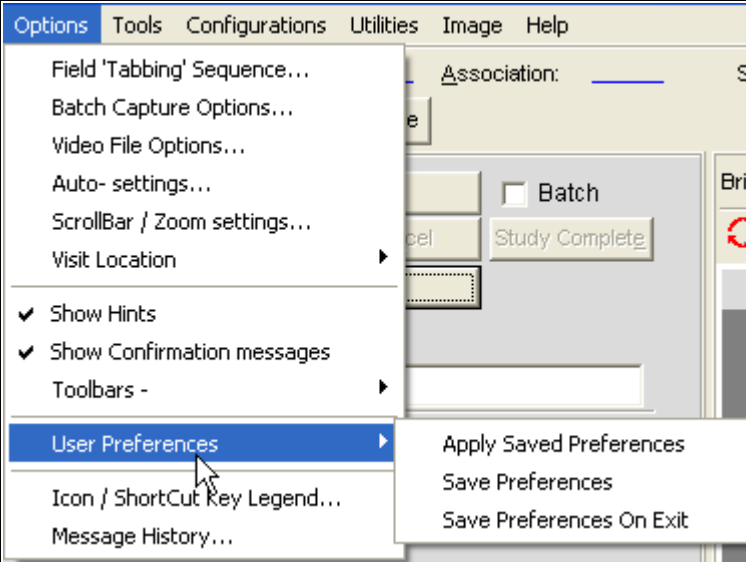 Options Tools Configurations Utilities Image Help
Field 'Tabbing' Sequence...
Association:
Batch Capture Options...
Video File Options...
Auto- settings...
Batch
ScrollBar / Zoom settings...
Study Complete
Visit Location
Show Hints
Show Confirmation messages
Toolbars -
User Preferences
Apply Saved Preferences
Save Preferences
Save Preferences On Exit
Icon / ShortCut Key Legend...
Message History...